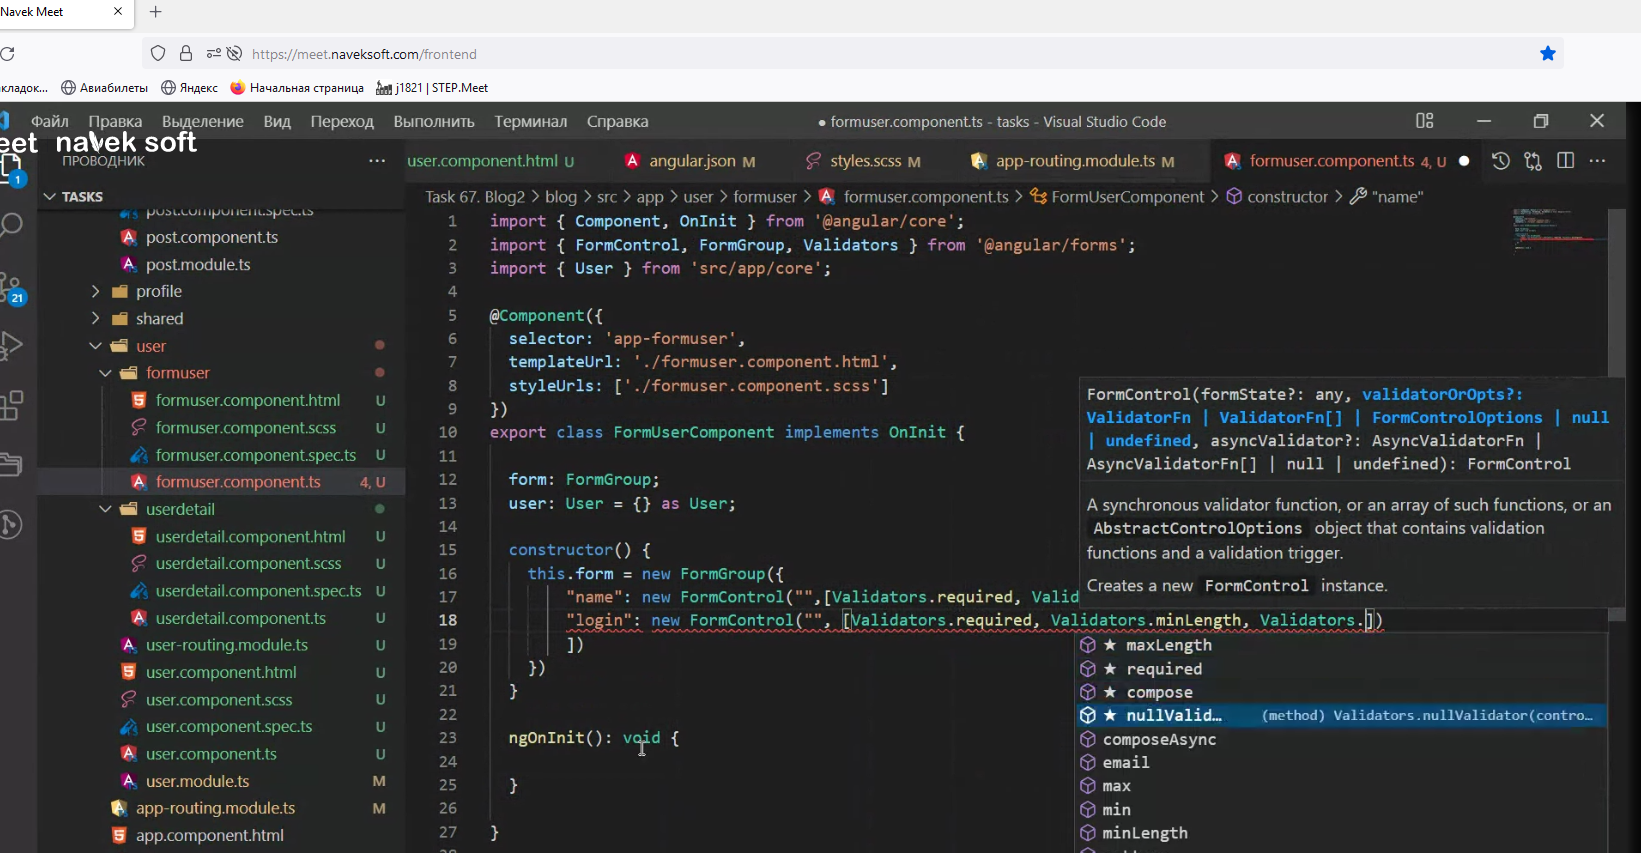 Navek Meet × +
https://meet.naveksoft.com/frontend
кладок... Авиабилеты Яндекс Начальная страница j1821 | STEP.Meet
Файл Правка Выделение Вид Переход Выполнить Терминал Справка
● formuser.component.ts - tasks - Visual Studio Code
eet navek soft
ПРОВОДНИК ...
user.component.html U angular.json M styles.scss M app-routing.module.ts M formuser.component.ts 4, U
Task 67. Blog2 > blog > src > app > user > formuser > formuser.component.ts > FormUserComponent > constructor > "name"
1
21
TASKS
post.component.spec.ts
post.component.ts
post.module.ts
profile
shared
user
formuser
formuser.component.html U
formuser.component.scss U
formuser.component.spec.ts U
formuser.component.ts 4, U
userdetail
userdetail.component.html U
userdetail.component.scss U
userdetail.component.spec.ts U
userdetail.component.ts U
user-routing.module.ts U
user.component.html U
user.component.scss U
user.component.spec.ts U
user.component.ts U
user.module.ts M
app-routing.module.ts M
app.component.html
1 import { Component, OnInit } from '@angular/core';
2 import { FormControl, FormGroup, Validators } from '@angular/forms';
3 import { User } from 'src/app/core';
4
5 @Component({
6 selector: 'app-formuser',
7 templateUrl: './formuser.component.html',
8 styleUrls: ['./formuser.component.scss']
9 })
10 export class FormUserComponent implements OnInit {
11
12 form: FormGroup;
13 user: User = {} as User;
14
15 constructor() {
16 this.form = new FormGroup({
17 "name": new FormControl("",[Validators.required, Valid
18 "login": new FormControl("", [Validators.required, Validators.minLength, Validators.])
19 ])
20 })
21 }
22
23 ngOnInit(): void {
24
25 }
26
27 }
FormControl(formState?: any, validatorOrOpts?:
ValidatorFn | ValidatorFn[] | FormControlOptions | null
| undefined, asyncValidator?: AsyncValidatorFn |
AsyncValidatorFn[] | null | undefined): FormControl
A synchronous validator function, or an array of such functions, or an
AbstractControlOptions object that contains validation
functions and a validation trigger.
Creates a new FormControl instance.
★ maxLength
★ required
★ compose
★ nullValid… (method) Validators.nullValidator(contro…
composeAsync
email
max
min
minLength